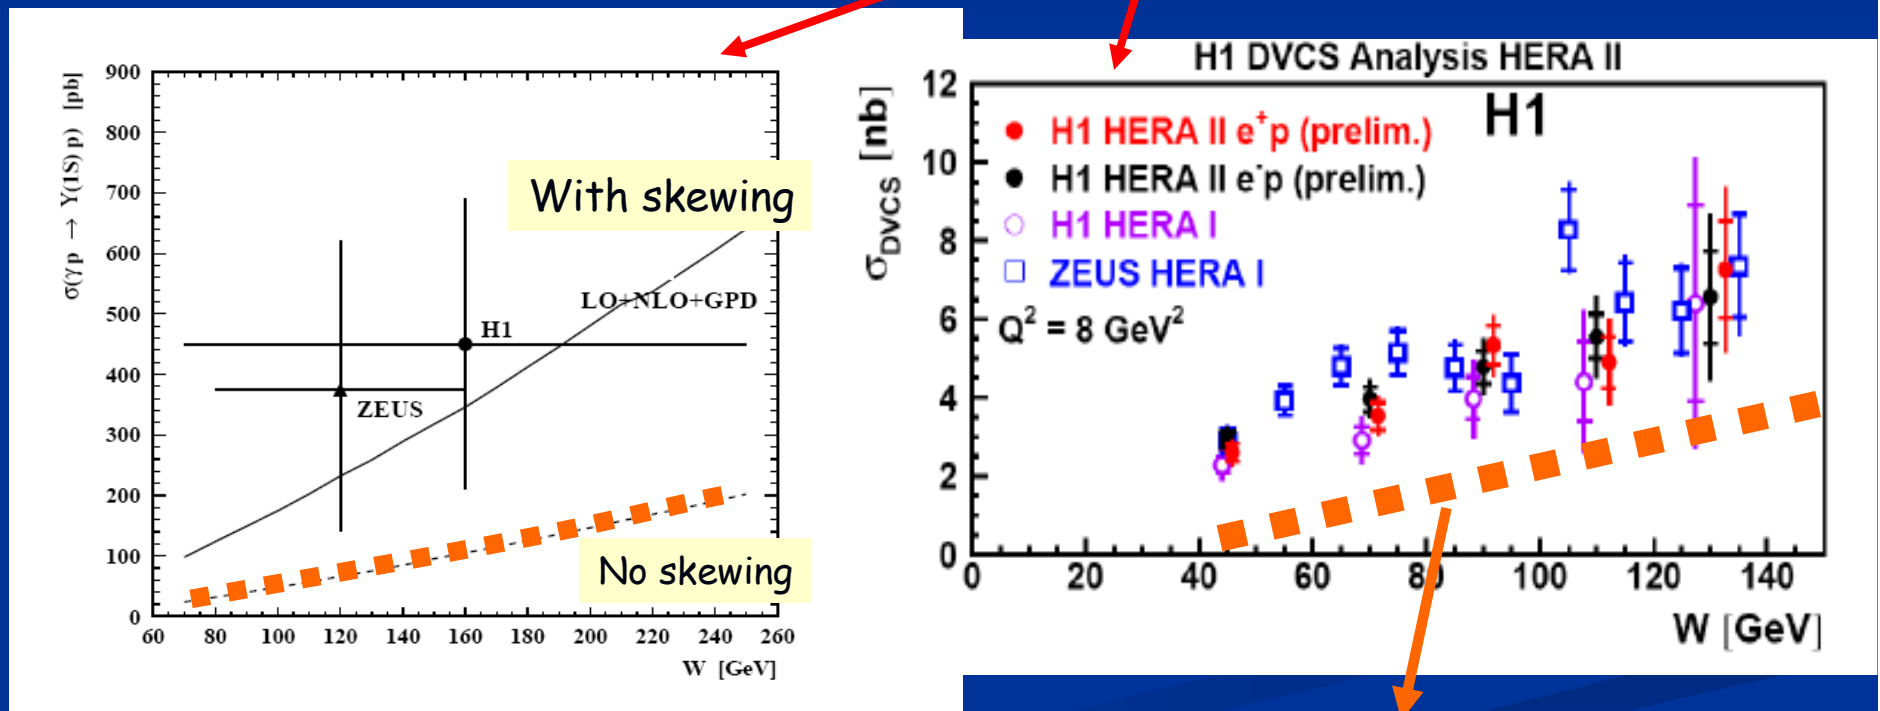 σ(γp → Υ(1S) p) [pb]
900
800
700
600
500
400
300
200
100
0
With skewing
LO+NLO+GPD
H1
ZEUS
No skewing
60 80 100 120 140 160 180 200 220 240 260
W [GeV]
H1 DVCS Analysis HERA II
σDVCS [nb]
12
10
8
6
4
2
0
H1
H1 HERA II e⁺p (prelim.)
H1 HERA II e⁻p (prelim.)
H1 HERA I
ZEUS HERA I
Q² = 8 GeV²
0 20 40 60 80 100 120 140
W [GeV]